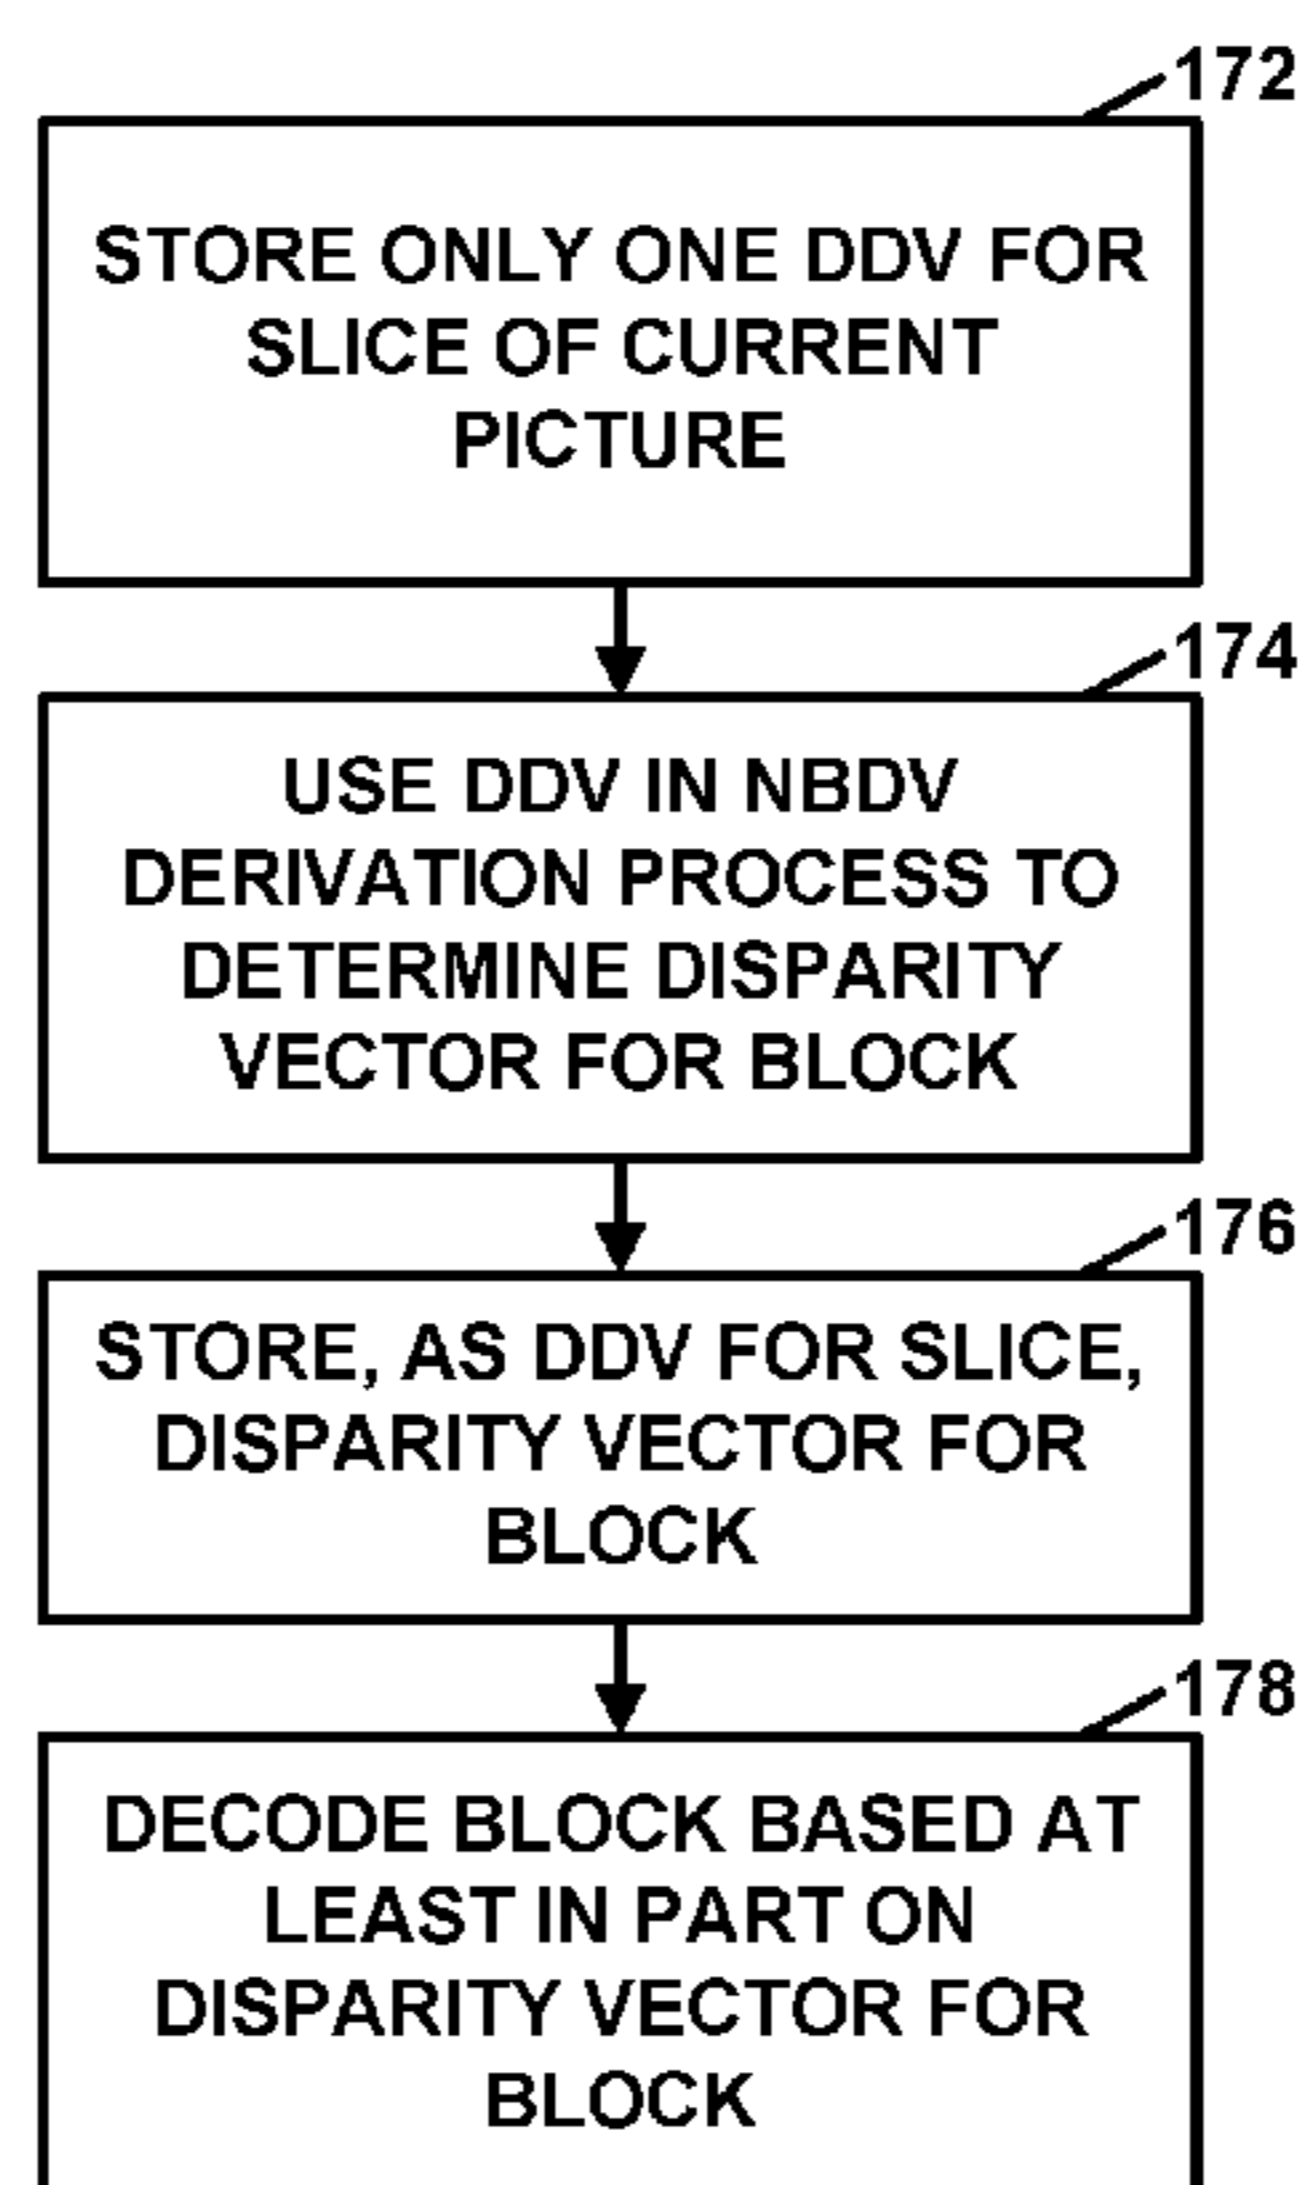 172
STORE ONLY ONE DDV FOR
SLICE OF CURRENT
PICTURE
174
USE DDV IN NBDV
DERIVATION PROCESS TO
DETERMINE DISPARITY
VECTOR FOR BLOCK
176
STORE, AS DDV FOR SLICE,
DISPARITY VECTOR FOR
BLOCK
178
DECODE BLOCK BASED AT
LEAST IN PART ON
DISPARITY VECTOR FOR
BLOCK